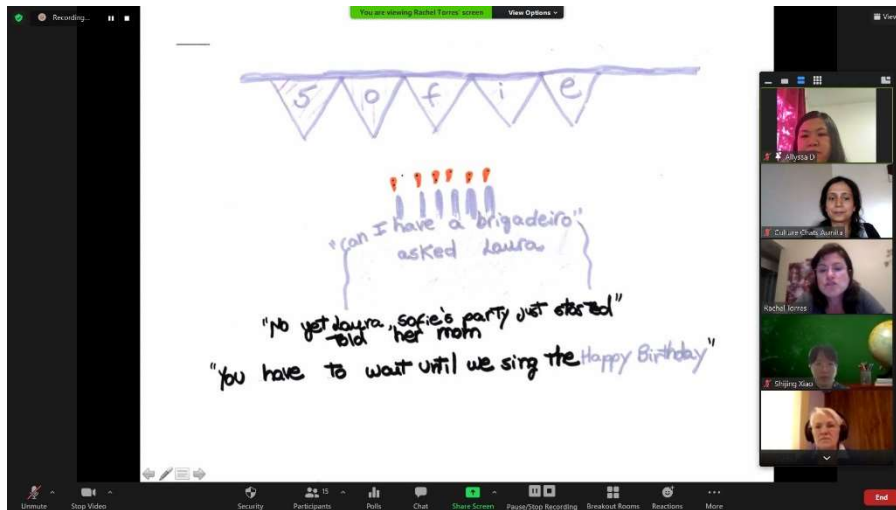 Recording...
You are viewing Rachel Torres' screen
View Options
View
Sofie
"can I have a brigadeiro"
asked Laura
"No yet Laura, sofie's party just started"
told her mom
"You have to wait until we sing the Happy Birthday"
Allyssa D
Culture Chats Aumita
Rachel Torres
Shijing Xiao
Unmute
Stop Video
Security
Participants
15
Polls
Chat
Share Screen
Pause/Stop Recording
Breakout Rooms
Reactions
More
End